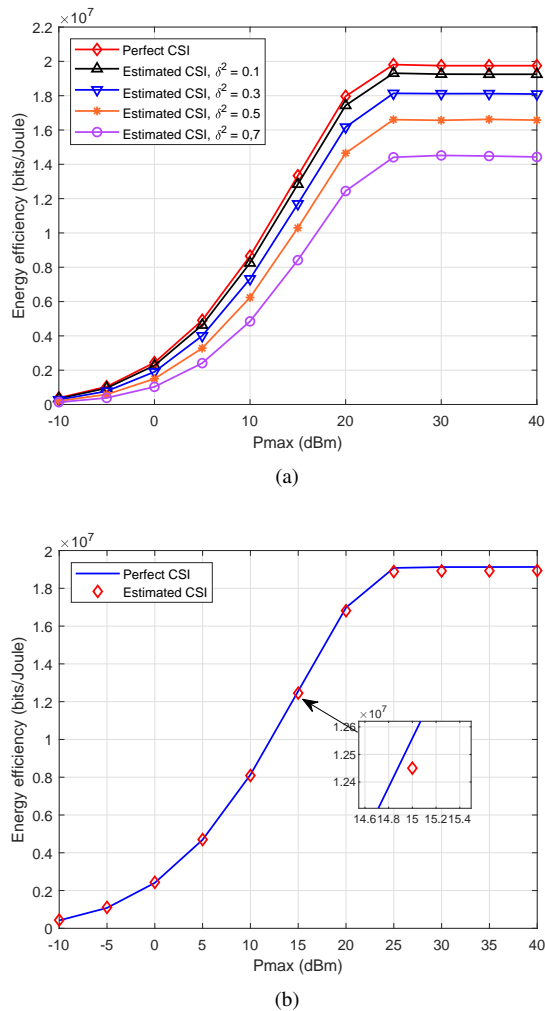 ×10^7
2.2
2
1.8
1.6
1.4
1.2
1
0.8
0.6
0.4
0.2
0
Energy efficiency (bits/Joule)
Perfect CSI
Estimated CSI, δ² = 0.1
Estimated CSI, δ² = 0.3
Estimated CSI, δ² = 0.5
Estimated CSI, δ² = 0,7
-10 0 10 20 30 40
Pmax (dBm)
(a)
×10^7
2
1.8
1.6
1.4
1.2
1
0.8
0.6
0.4
0.2
0
Energy efficiency (bits/Joule)
Perfect CSI
Estimated CSI
×10^7
1.26
1.25
1.24
14.6 14.8 15 15.2 15.4
-10 -5 0 5 10 15 20 25 30 35 40
Pmax (dBm)
(b)